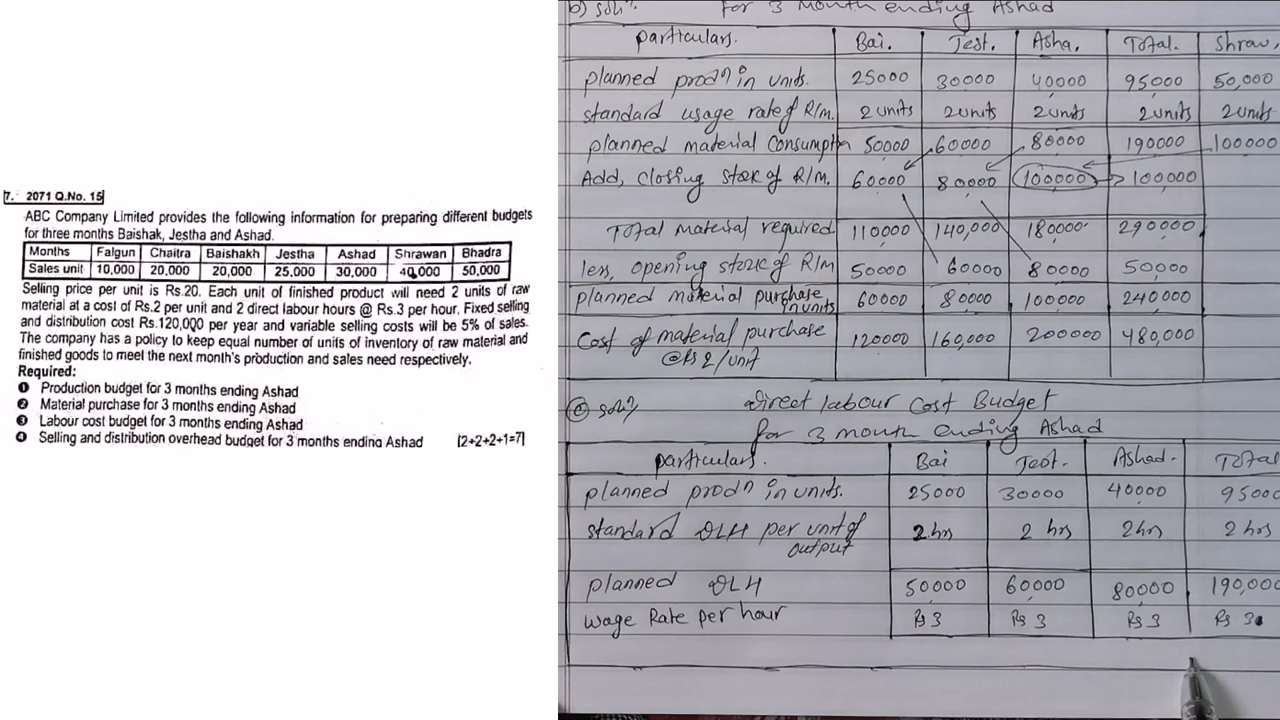 7. 2071 Q.No. 15
ABC Company Limited provides the following information for preparing different budgets
for three months Baishak, Jestha and Ashad.
Months Falgun Chaitra Baishakh Jestha Ashad Shrawan Bhadra
Sales unit 10,000 20,000 20,000 25,000 30,000 40,000 50,000
Selling price per unit is Rs.20. Each unit of finished product will need 2 units of raw
material at a cost of Rs.2 per unit and 2 direct labour hours @ Rs.3 per hour. Fixed selling
and distribution cost Rs.120,000 per year and variable selling costs will be 5% of sales.
The company has a policy to keep equal number of units of inventory of raw material and
finished goods to meet the next month's production and sales need respectively.
Required:
1 Production budget for 3 months ending Ashad
2 Material purchase for 3 months ending Ashad
3 Labour cost budget for 3 months ending Ashad
4 Selling and distribution overhead budget for 3 months ending Ashad [2+2+2+1=7]
b) soln. for 3 month ending Ashad
particulars. Bai. Jest. Asha. Total. Shraw.
planned prodn in units. 25000 30000 40000 95000 50,000
standard usage rate of R/m. 2 units 2units 2units 2units 2units
planned material Consumptn 50000 60000 80000 190000 100000
Add, closing stock of R/m. 60000 80000 100000 100000
Total material required. 110000 140,000 180000 290000
less, opening stock of R/m 50000 60000 80000 50,000
planned material purchase in units 60000 80000 100000 240000
Cost of material purchase 120000 160,000 200000 480,000
@Rs 2/unit
(c) soln. Direct labour Cost Budget
for 3 month ending Ashad
particulars. Bai Jest. Ashad. Total
planned prodn in units. 25000 30000 40000 9500
standard DLH per unit of output 2 hrs 2 hrs 2hrs 2 hrs
planned DLH 50000 60000 80000 190,000
wage Rate per hour Rs 3 Rs 3 Rs 3 Rs 3